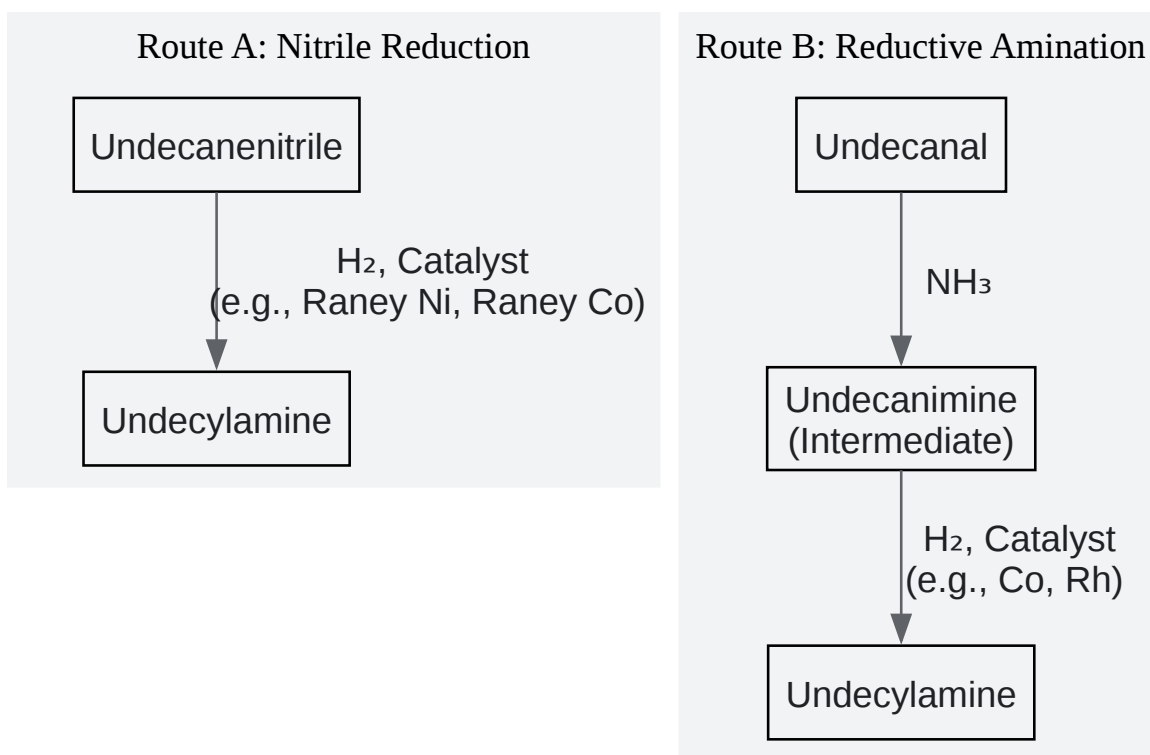 Route A: Nitrile Reduction
Undecanenitrile
H₂, Catalyst
(e.g., Raney Ni, Raney Co)
Undecylamine
Route B: Reductive Amination
Undecanal
NH₃
Undecanimine
(Intermediate)
H₂, Catalyst
(e.g., Co, Rh)
Undecylamine